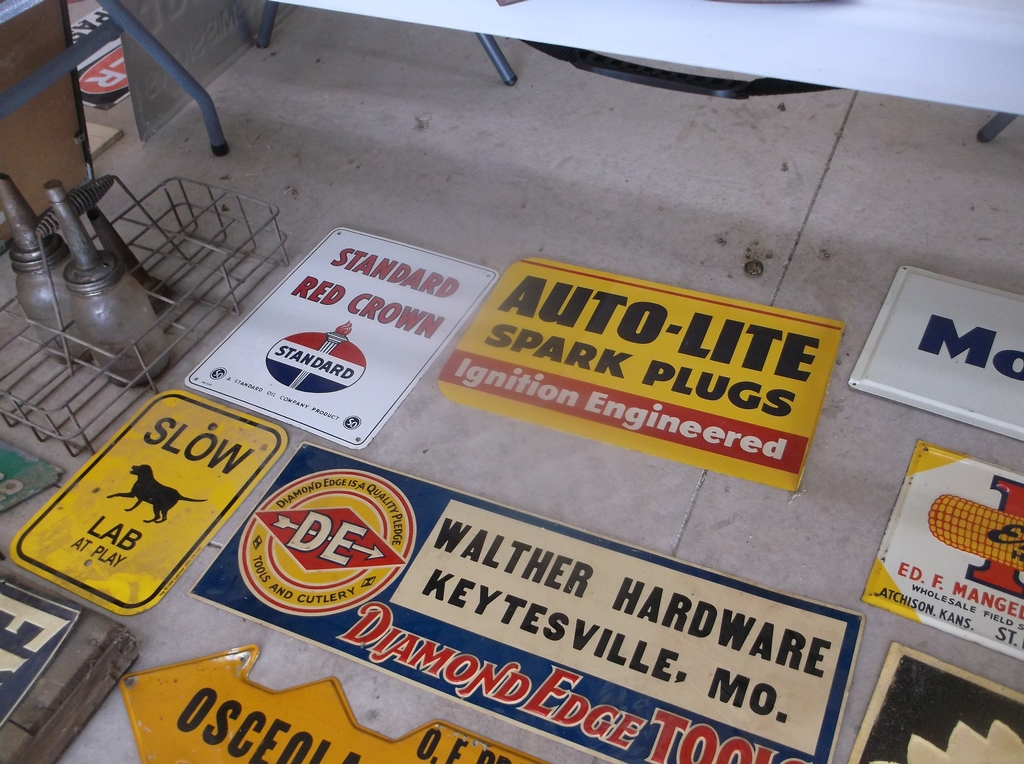 STANDARD
RED CROWN
STANDARD
A STANDARD OIL COMPANY PRODUCT
AUTO-LITE
SPARK PLUGS
Ignition Engineered
Mo
SLOW
LAB
AT PLAY
DIAMOND EDGE IS A QUALITY PLEDGE
D-E
TOOLS AND CUTLERY
WALTHER HARDWARE
KEYTESVILLE, MO.
DIAMOND EDGE TOOLS
ED. F. MANGEL
WHOLESALE FIELD S
ATCHISON, KANS. ST.
OSCEOLA